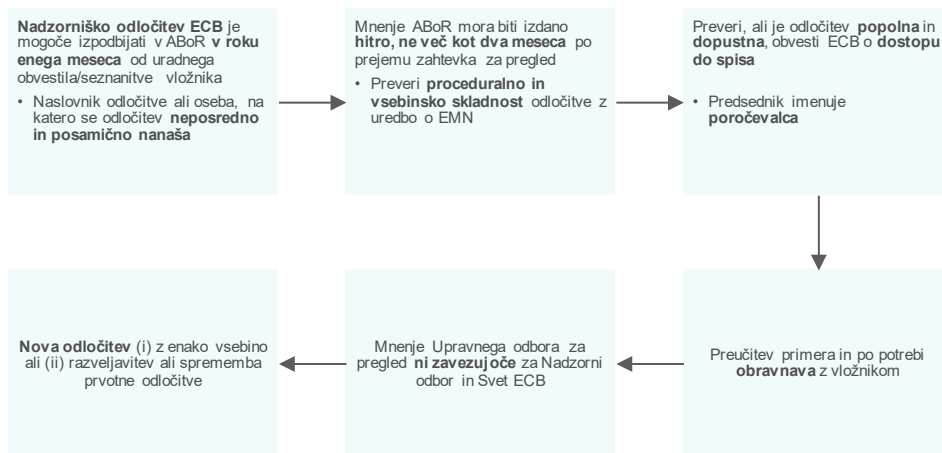 Nadzorniško odločitev ECB je
mogoče izpodbijati v ABoR v roku
enega meseca od uradnega
obvestila/seznanitve vložnika
• Naslovnik odločitve ali oseba, na
katero se odločitev neposredno
in posamično nanaša
Mnenje ABoR mora biti izdano
hitro, ne več kot dva meseca po
prejemu zahtevka za pregled
• Preveri proceduralno in
vsebinsko skladnost odločitve z
uredbo o EMN
Preveri, ali je odločitev popolna in
dopustna, obvesti ECB o dostopu
do spisa
• Predsednik imenuje
poročevalca
Nova odločitev (i) z enako vsebino
ali (ii) razveljavitev ali sprememba
prvotne odločitve
Mnenje Upravnega odbora za
pregled ni zavezujoče za Nadzorni
odbor in Svet ECB
Preučitev primera in po potrebi
obravnava z vložnikom